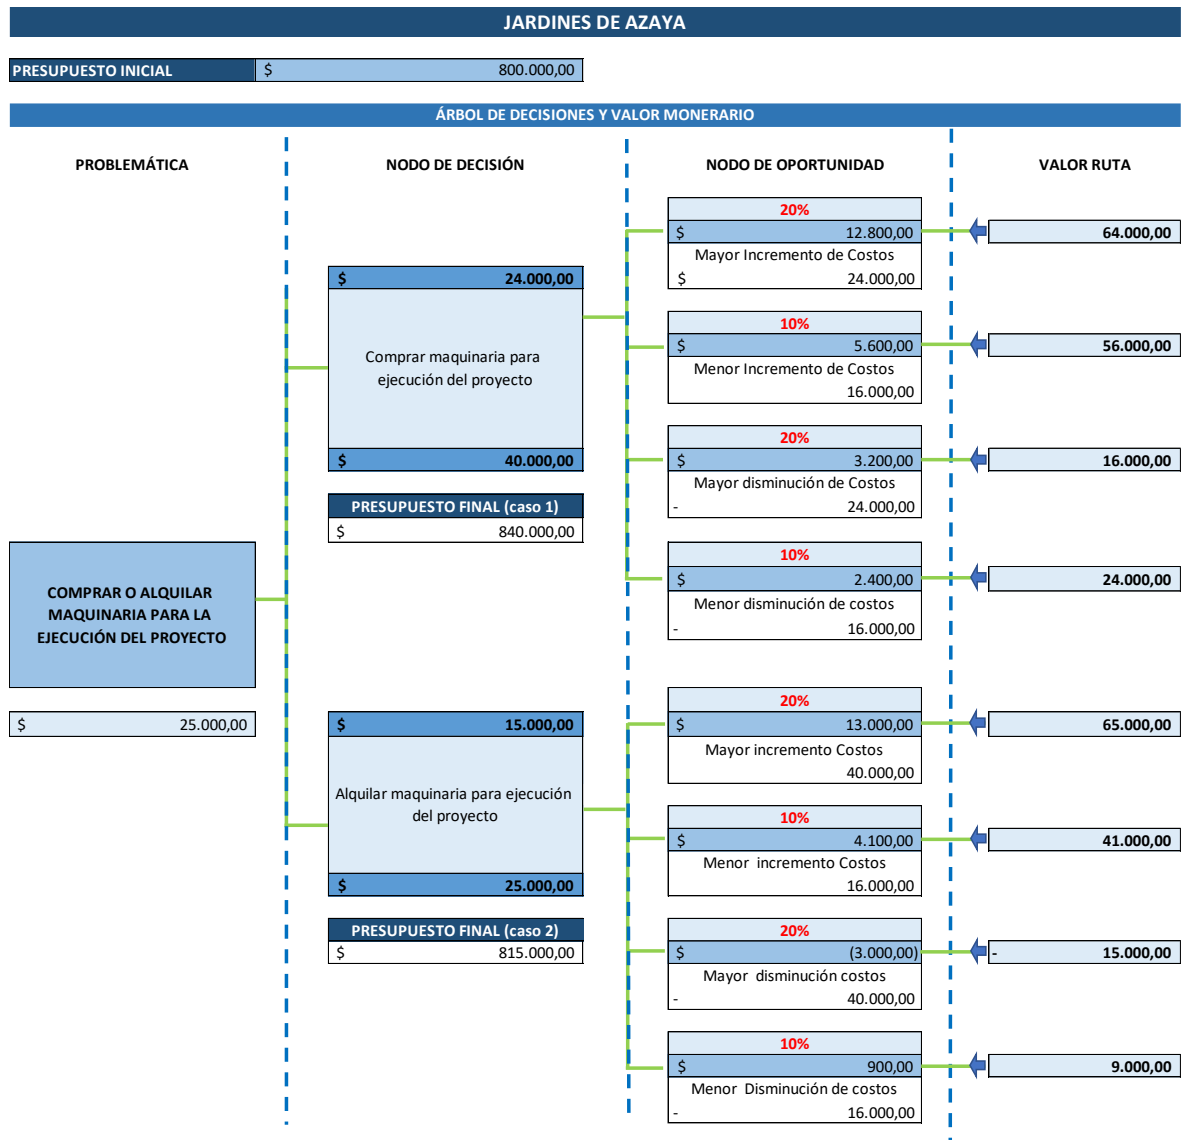 JARDINES DE AZAYA
PRESUPUESTO INICIAL $ 800.000,00
ÁRBOL DE DECISIONES Y VALOR MONERARIO
PROBLEMÁTICA NODO DE DECISIÓN NODO DE OPORTUNIDAD VALOR RUTA
20%
$ 12.800,00 64.000,00
Mayor Incremento de Costos
$ 24.000,00
$ 24.000,00
10%
$ 5.600,00 56.000,00
Comprar maquinaria para
ejecución del proyecto
Menor Incremento de Costos
16.000,00
20%
$ 40.000,00
$ 3.200,00 16.000,00
Mayor disminución de Costos
- 24.000,00
PRESUPUESTO FINAL (caso 1)
$ 840.000,00
10%
$ 2.400,00 24.000,00
Menor disminución de costos
- 16.000,00
COMPRAR O ALQUILAR
MAQUINARIA PARA LA
EJECUCIÓN DEL PROYECTO
$ 25.000,00
$ 15.000,00
20%
$ 13.000,00 65.000,00
Mayor incremento Costos
40.000,00
Alquilar maquinaria para ejecución
del proyecto
10%
$ 4.100,00 41.000,00
Menor incremento Costos
16.000,00
$ 25.000,00
PRESUPUESTO FINAL (caso 2)
$ 815.000,00
20%
$ (3.000,00) - 15.000,00
Mayor disminución costos
- 40.000,00
10%
$ 900,00 9.000,00
Menor Disminución de costos
- 16.000,00